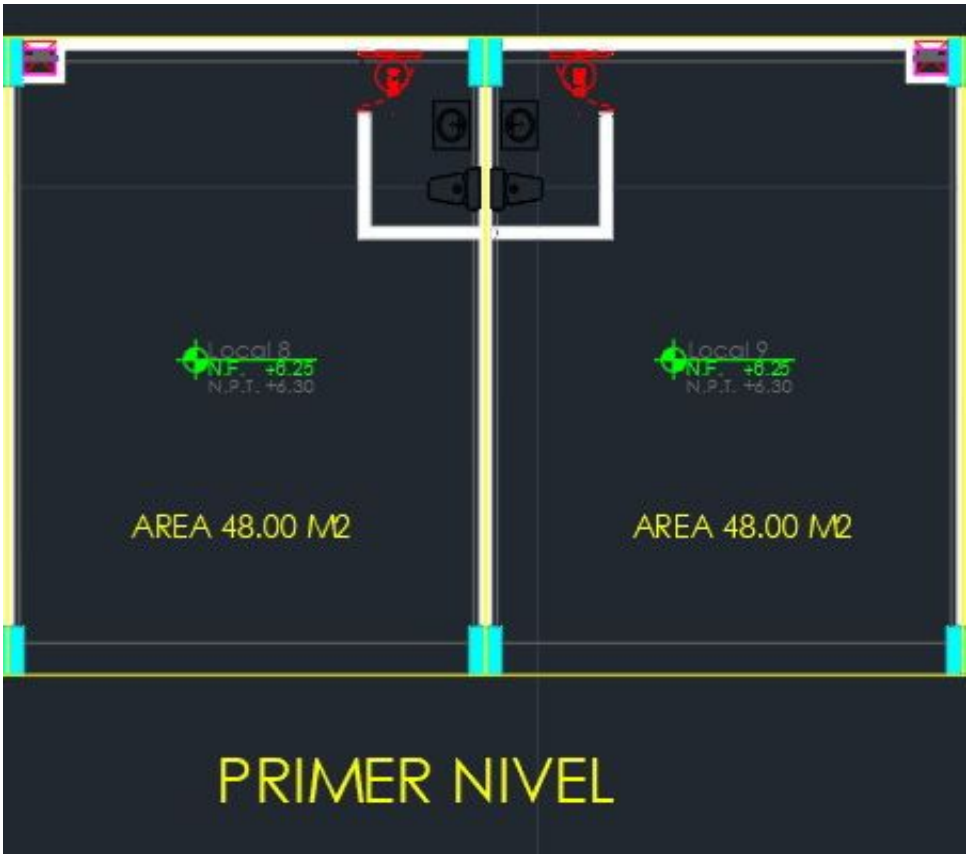 Local 8
N.F. +6.25
N.P.T. +6.30
Local 9
N.F. +6.25
N.P.T. +6.30
AREA 48.00 M2
AREA 48.00 M2
PRIMER NIVEL